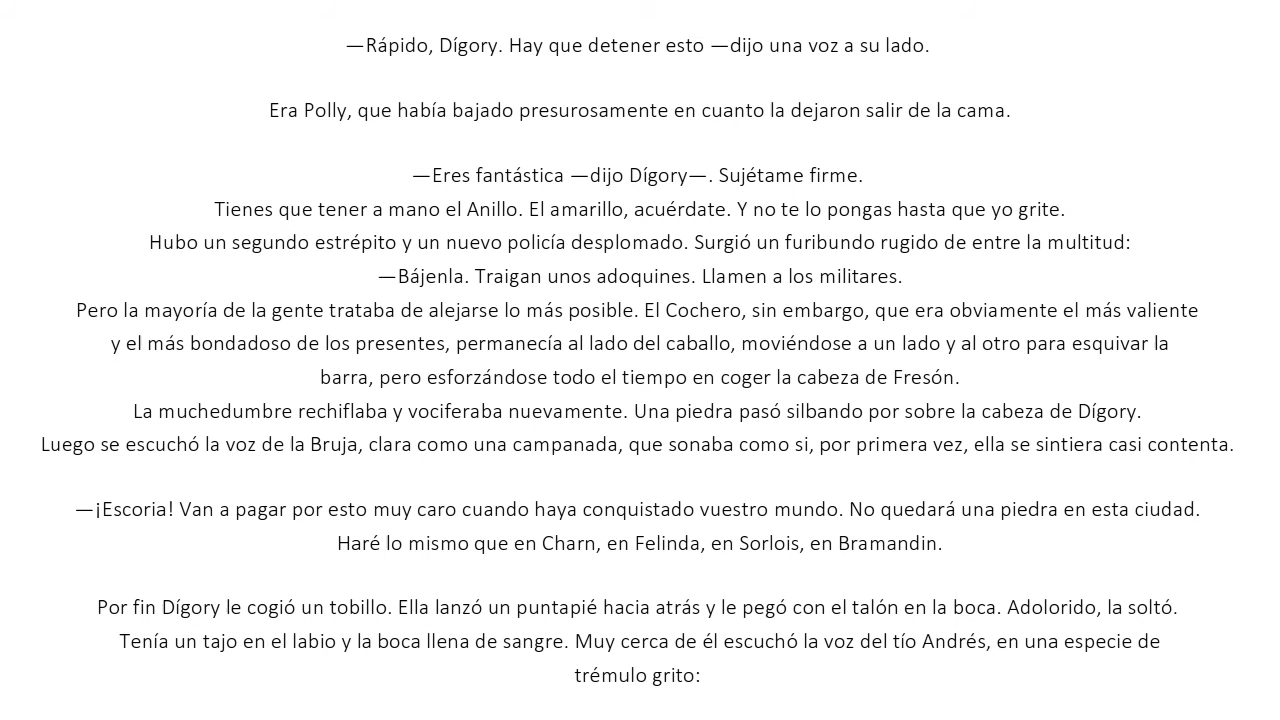 —Rápido, Dígory. Hay que detener esto —dijo una voz a su lado.
Era Polly, que había bajado presurosamente en cuanto la dejaron salir de la cama.
—Eres fantástica —dijo Dígory—. Sujétame firme.
Tienes que tener a mano el Anillo. El amarillo, acuérdate. Y no te lo pongas hasta que yo grite.
Hubo un segundo estrépito y un nuevo policía desplomado. Surgió un furibundo rugido de entre la multitud:
—Bájenla. Traigan unos adoquines. Llamen a los militares.
Pero la mayoría de la gente trataba de alejarse lo más posible. El Cochero, sin embargo, que era obviamente el más valiente
y el más bondadoso de los presentes, permanecía al lado del caballo, moviéndose a un lado y al otro para esquivar la
barra, pero esforzándose todo el tiempo en coger la cabeza de Fresón.
La muchedumbre rechiflaba y vociferaba nuevamente. Una piedra pasó silbando por sobre la cabeza de Dígory.
Luego se escuchó la voz de la Bruja, clara como una campanada, que sonaba como si, por primera vez, ella se sintiera casi contenta.
—¡Escoria! Van a pagar por esto muy caro cuando haya conquistado vuestro mundo. No quedará una piedra en esta ciudad.
Haré lo mismo que en Charn, en Felinda, en Sorlois, en Bramandin.
Por fin Dígory le cogió un tobillo. Ella lanzó un puntapié hacia atrás y le pegó con el talón en la boca. Adolorido, la soltó.
Tenía un tajo en el labio y la boca llena de sangre. Muy cerca de él escuchó la voz del tío Andrés, en una especie de
trémulo grito: